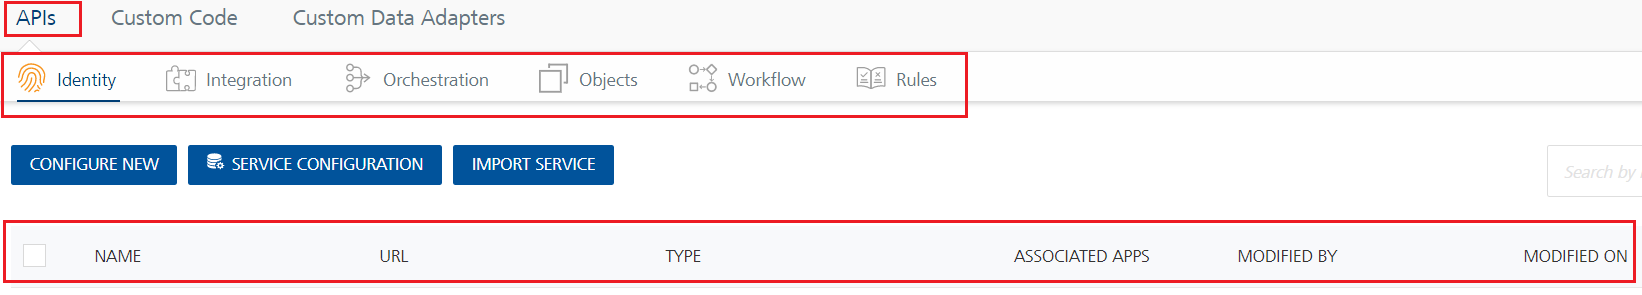 APIs Custom Code Custom Data Adapters
Identity Integration Orchestration Objects Workflow Rules
CONFIGURE NEW SERVICE CONFIGURATION IMPORT SERVICE Search by
NAME URL TYPE ASSOCIATED APPS MODIFIED BY MODIFIED ON